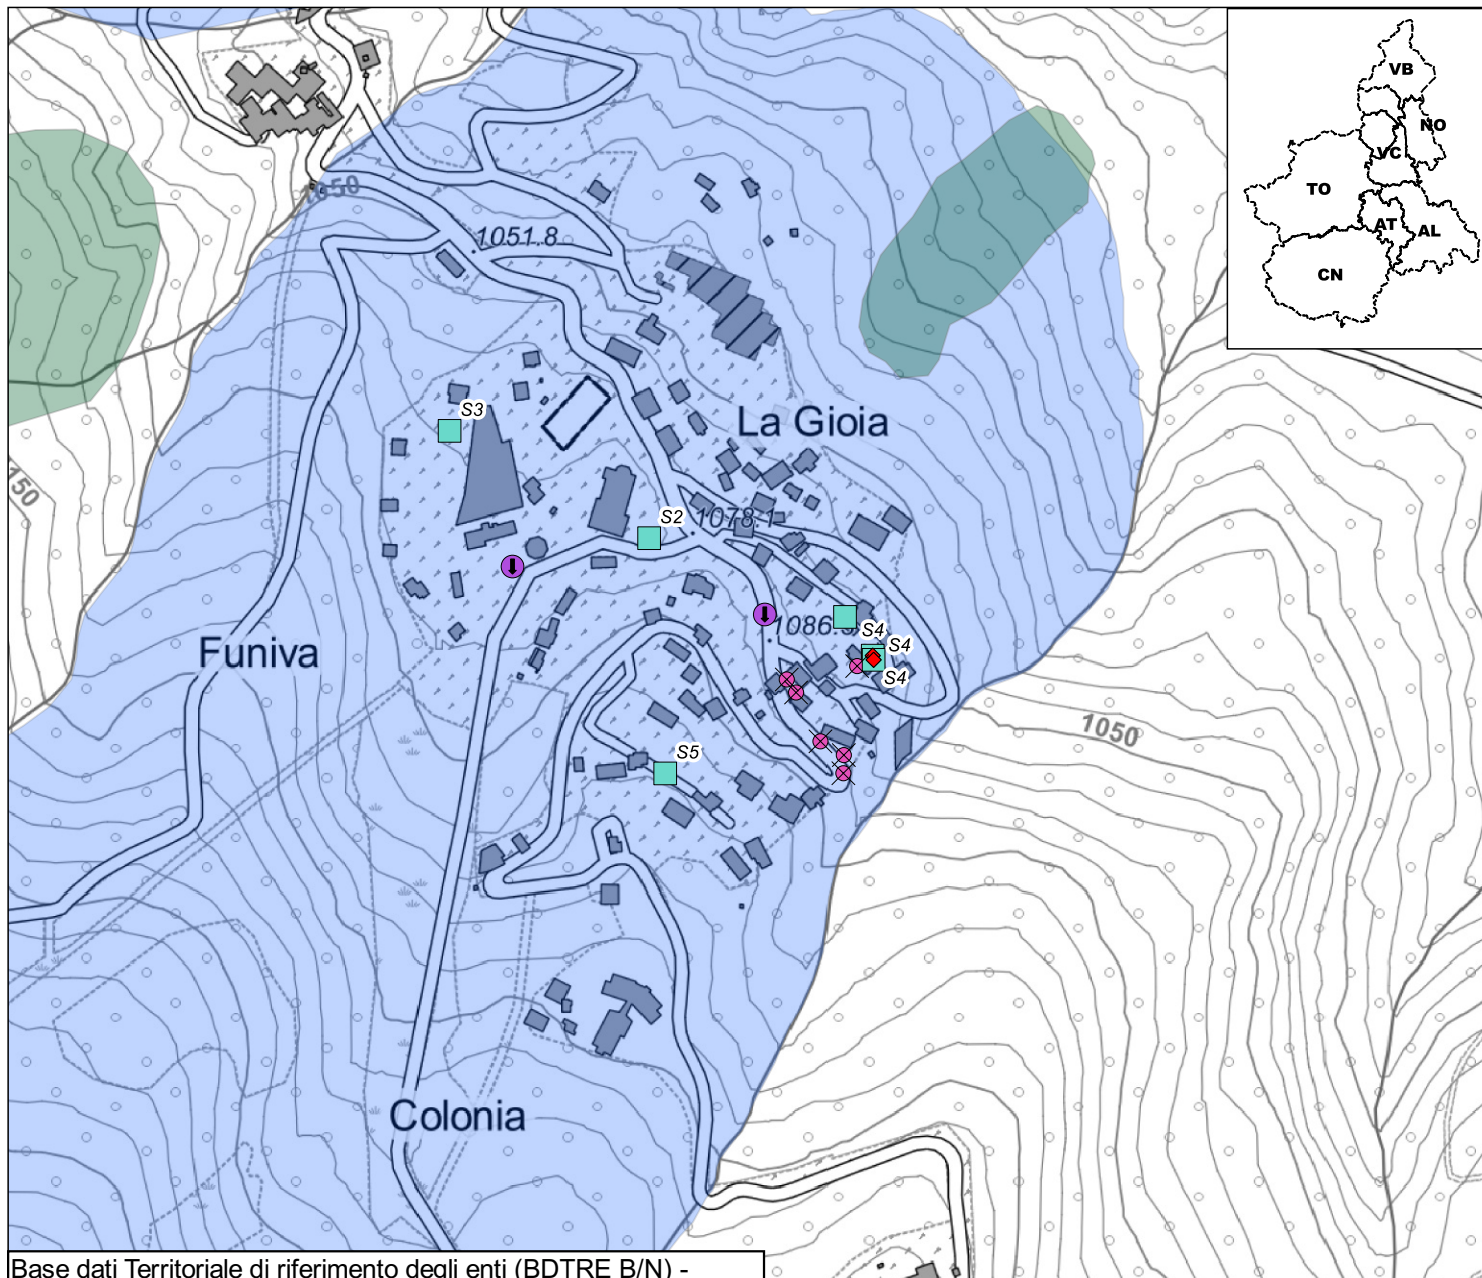 VB
NO
VC
TO
AT
AL
CN
1050
1051.8
S3
La Gioia
150
S2
1078.1
S4
S4
S4
Funiva
1050
S5
Colonia
Base dati Territoriale di riferimento degli enti (BDTRE B/N) -